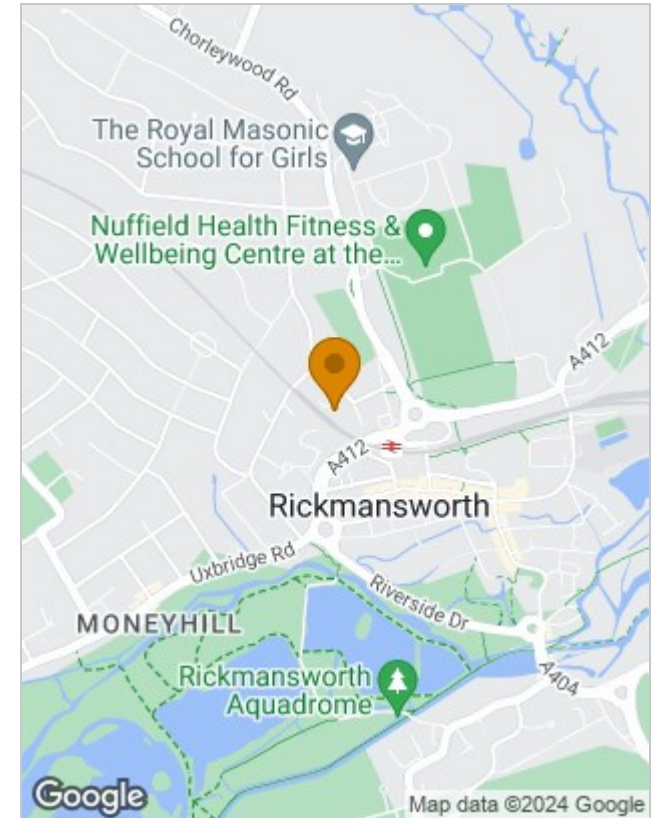 Chorleywood Rd
The Royal Masonic
School for Girls
Nuffield Health Fitness &
Wellbeing Centre at the...
A412
A412
Rickmansworth
Uxbridge Rd
Riverside Dr
MONEYHILL
Rickmansworth
Aquadrome
A404
Google
Map data ©2024 Google